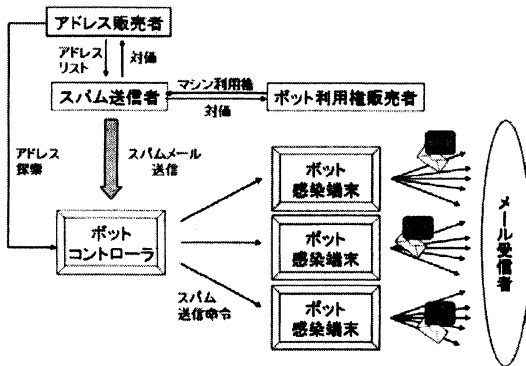 アドレス販売者
アドレス
リスト
対価
スパム送信者
マシン利用権
対価
ボット利用権販売者
アドレス
探索
スパムメール
送信
ボット
コントローラ
スパム
送信命令
ボット
感染端末
ボット
感染端末
ボット
感染端末
メール受信者